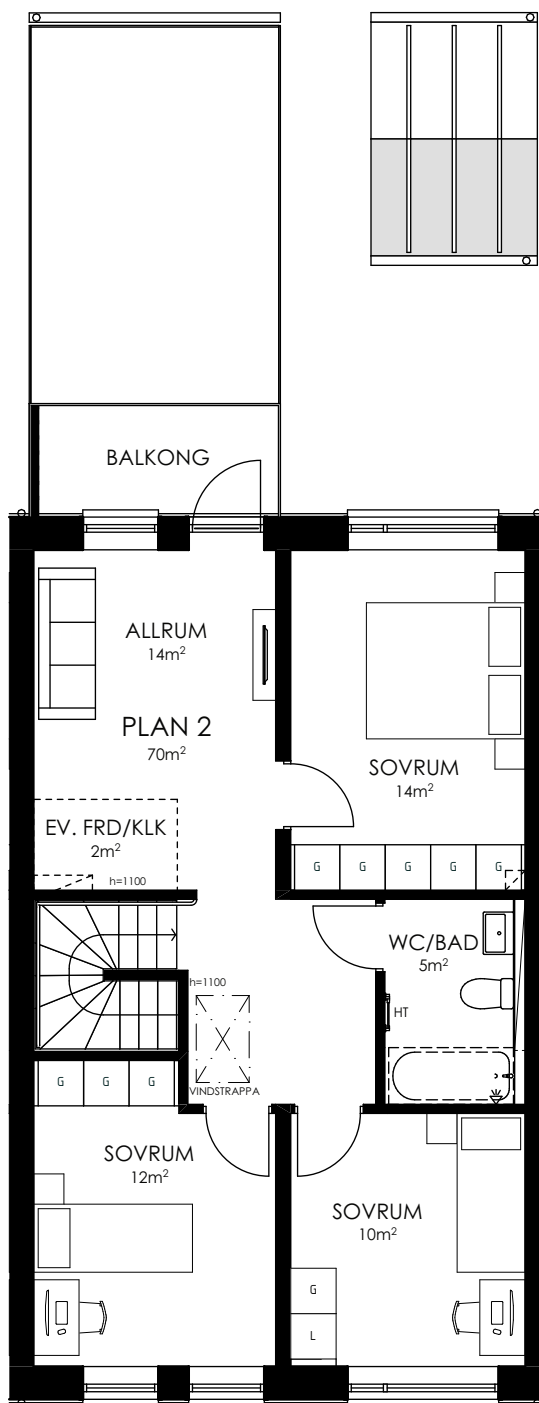 BALKONG
ALLRUM
14m²
PLAN 2
70m²
SOVRUM
14m²
EV. FRD/KLK
2m²
h=1100
G G G G G
WC/BAD
5m²
h=1100
HT
VINDSTRAPPA
G G G
SOVRUM
12m²
SOVRUM
10m²
G
L